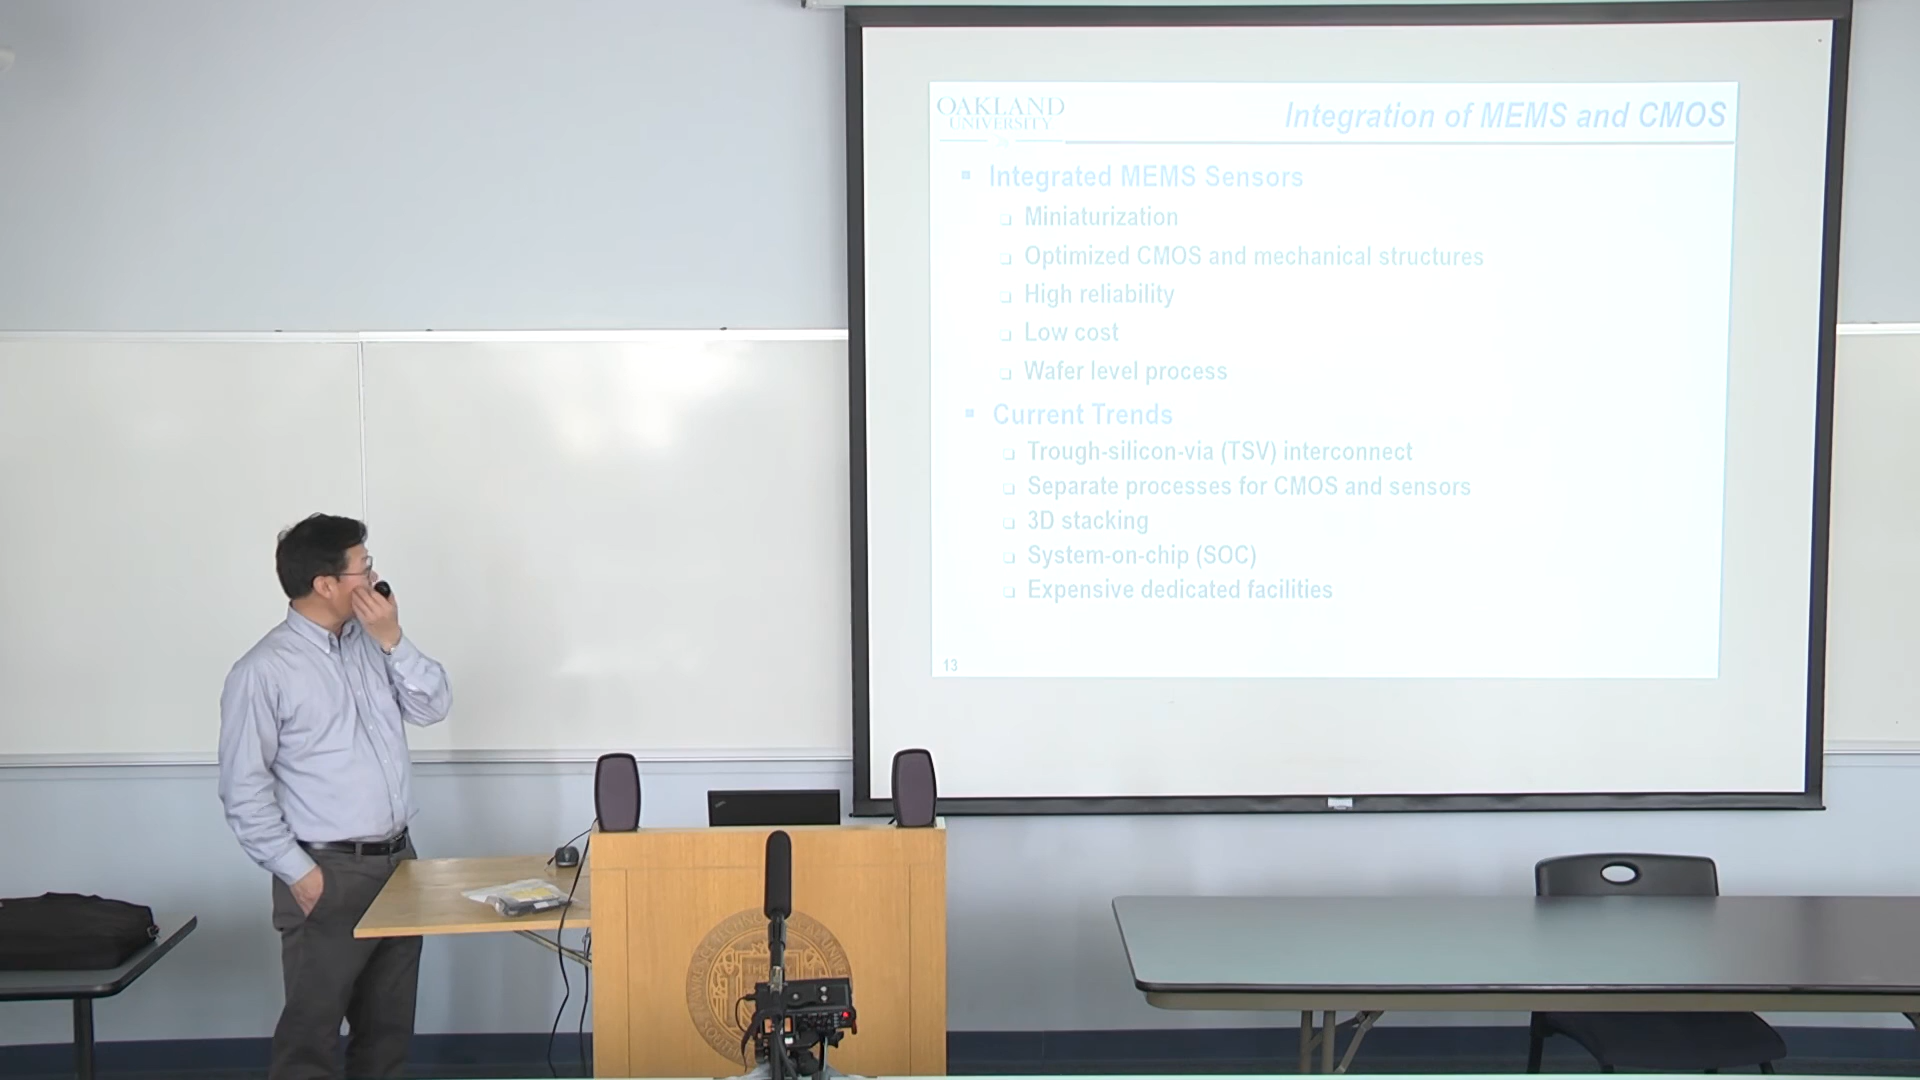 OAKLAND
UNIVERSITY
Integration of MEMS and CMOS
Integrated MEMS Sensors
Miniaturization
Optimized CMOS and mechanical structures
High reliability
Low cost
Wafer level process
Current Trends
Trough-silicon-via (TSV) interconnect
Separate processes for CMOS and sensors
3D stacking
System-on-chip (SOC)
Expensive dedicated facilities
13